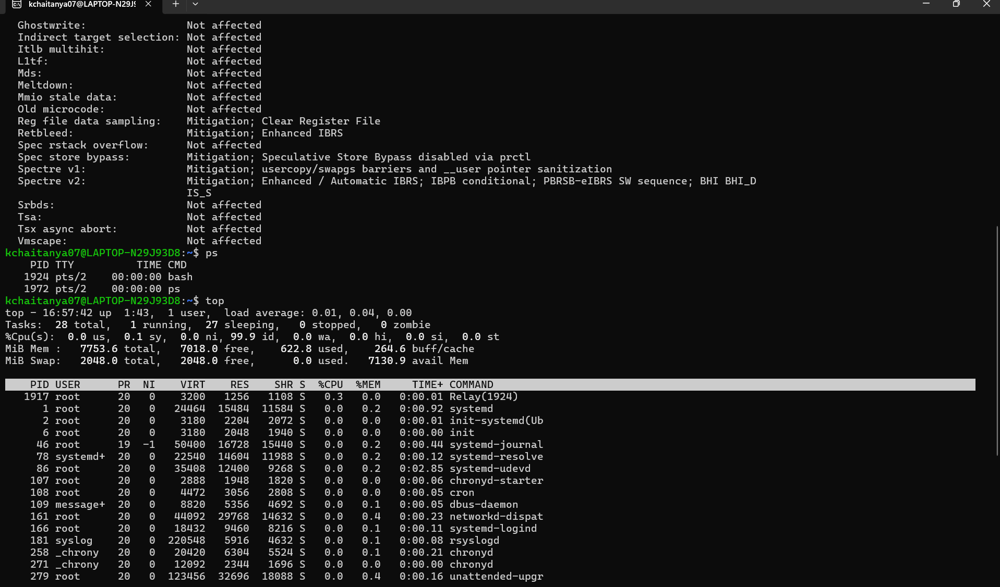 kchaitanya07@LAPTOP-N29J9
Ghostwrite: Not affected
Indirect target selection: Not affected
Itlb multihit: Not affected
L1tf: Not affected
Mds: Not affected
Meltdown: Not affected
Mmio stale data: Not affected
Old microcode: Not affected
Reg file data sampling: Mitigation; Clear Register File
Retbleed: Mitigation; Enhanced IBRS
Spec rstack overflow: Not affected
Spec store bypass: Mitigation; Speculative Store Bypass disabled via prctl
Spectre v1: Mitigation; usercopy/swapgs barriers and __user pointer sanitization
Spectre v2: Mitigation; Enhanced / Automatic IBRS; IBPB conditional; PBRSB-eIBRS SW sequence; BHI BHI_D
IS_S
Srbds: Not affected
Tsa: Not affected
Tsx async abort: Not affected
Vmscape: Not affected
kchaitanya07@LAPTOP-N29J93D8:~$ ps
PID TTY TIME CMD
1924 pts/2 00:00:00 bash
1972 pts/2 00:00:00 ps
kchaitanya07@LAPTOP-N29J93D8:~$ top
top - 16:57:42 up 1:43, 1 user, load average: 0.01, 0.04, 0.00
Tasks: 28 total, 1 running, 27 sleeping, 0 stopped, 0 zombie
%Cpu(s): 0.0 us, 0.1 sy, 0.0 ni, 99.9 id, 0.0 wa, 0.0 hi, 0.0 si, 0.0 st
MiB Mem : 7753.6 total, 7018.0 free, 622.8 used, 264.6 buff/cache
MiB Swap: 2048.0 total, 2048.0 free, 0.0 used. 7130.9 avail Mem
PID USER PR NI VIRT RES SHR S %CPU %MEM TIME+ COMMAND
1917 root 20 0 3200 1256 1108 S 0.3 0.0 0:00.01 Relay(1924)
1 root 20 0 24464 15484 11584 S 0.0 0.2 0:00.92 systemd
2 root 20 0 3180 2204 2072 S 0.0 0.0 0:00.01 init-systemd(Ub
6 root 20 0 3180 2048 1940 S 0.0 0.0 0:00.00 init
46 root 19 -1 50400 16728 15440 S 0.0 0.2 0:00.44 systemd-journal
78 systemd+ 20 0 22540 14604 11988 S 0.0 0.2 0:00.12 systemd-resolve
86 root 20 0 35408 12400 9268 S 0.0 0.2 0:02.85 systemd-udevd
107 root 20 0 2888 1948 1820 S 0.0 0.0 0:00.06 chronyd-starter
108 root 20 0 4472 3056 2808 S 0.0 0.0 0:00.05 cron
109 message+ 20 0 8820 5356 4692 S 0.0 0.1 0:00.05 dbus-daemon
161 root 20 0 44092 29768 14632 S 0.0 0.4 0:00.23 networkd-dispat
166 root 20 0 18432 9460 8216 S 0.0 0.1 0:00.11 systemd-logind
181 syslog 20 0 220548 5916 4632 S 0.0 0.1 0:00.08 rsyslogd
258 _chrony 20 0 20420 6304 5524 S 0.0 0.1 0:00.21 chronyd
271 _chrony 20 0 12092 2344 1696 S 0.0 0.0 0:00.00 chronyd
279 root 20 0 123456 32696 18088 S 0.0 0.4 0:00.16 unattended-upgr